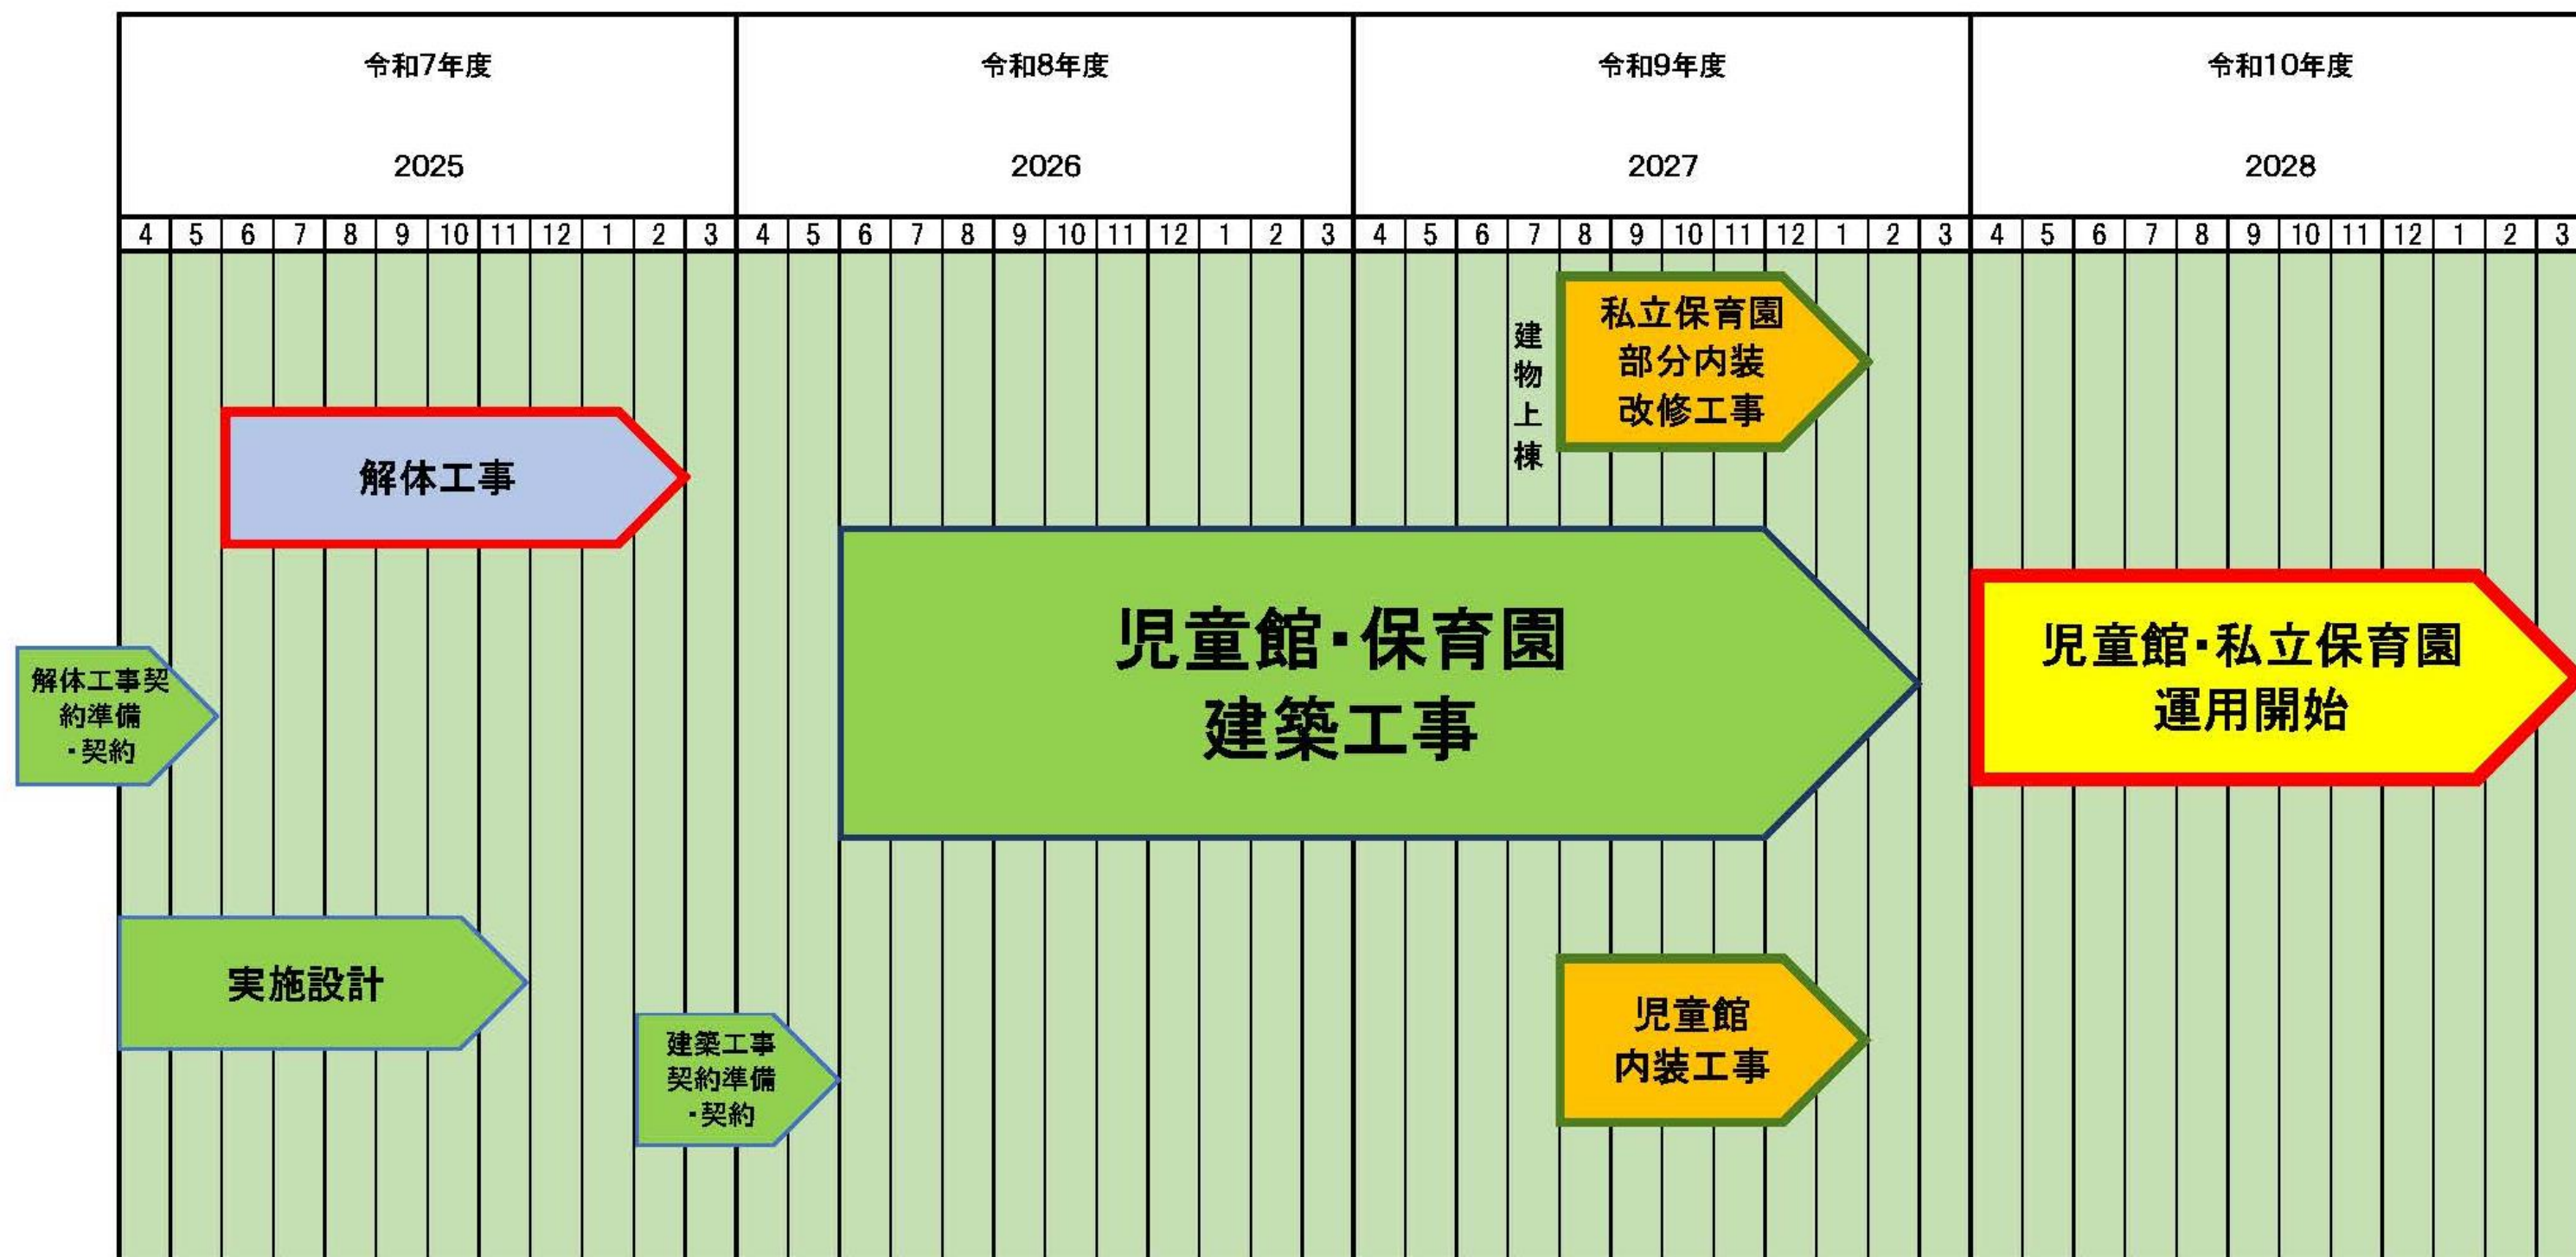 令和7年度 令和8年度 令和9年度 令和10年度
2025 2026 2027 2028
4 5 6 7 8 9 10 11 12 1 2 3 4 5 6 7 8 9 10 11 12 1 2 3 4 5 6 7 8 9 10 11 12 1 2 3 4 5 6 7 8 9 10 11 12 1 2 3
建物上棟
私立保育園
部分内装
改修工事
解体工事
児童館・保育園
建築工事
児童館・私立保育園
運用開始
解体工事契
約準備
・契約
実施設計
建築工事
契約準備
・契約
児童館
内装工事